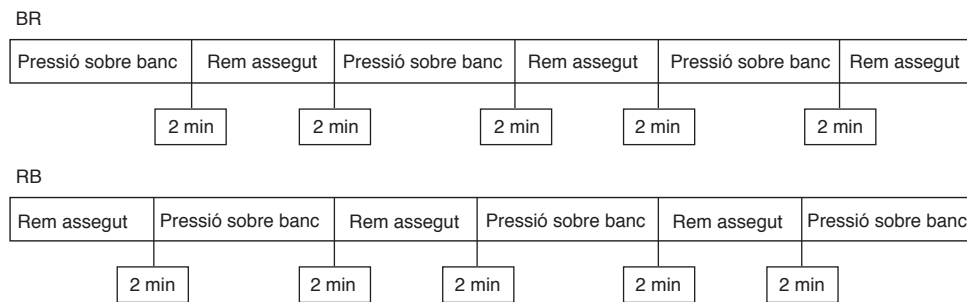 BR
Pressió sobre banc Rem assegut Pressió sobre banc Rem assegut Pressió sobre banc Rem assegut
2 min 2 min 2 min 2 min 2 min
RB
Rem assegut Pressió sobre banc Rem assegut Pressió sobre banc Rem assegut Pressió sobre banc
2 min 2 min 2 min 2 min 2 min